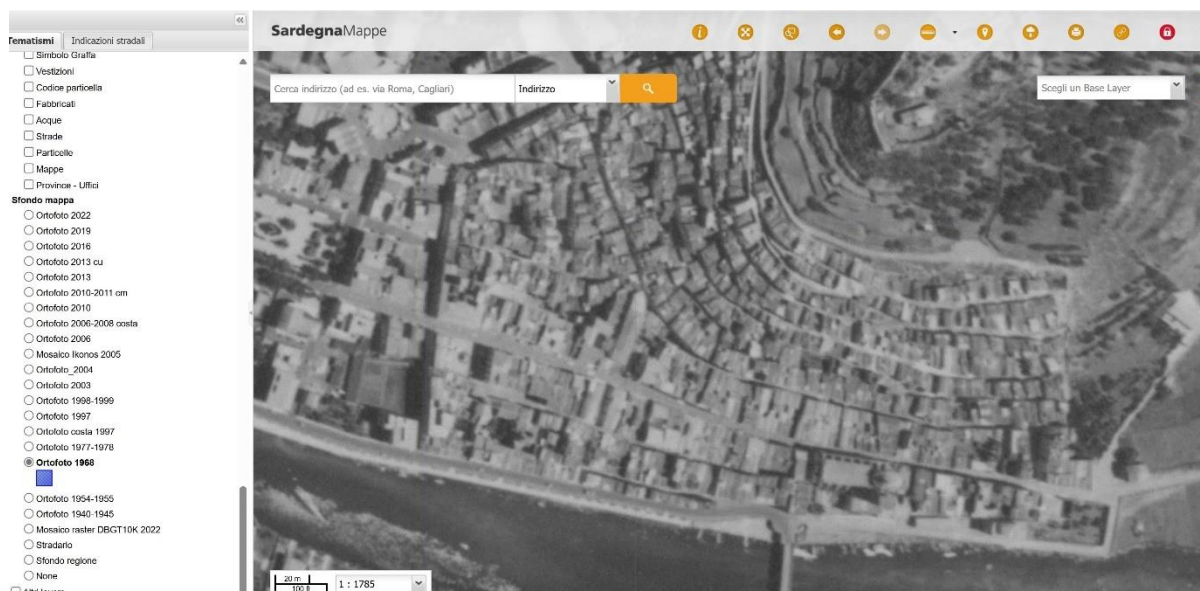 Tematismi
Indicazioni stradali
SardegnaMappe
Simbolo Graffa
Vestizioni
Codice particella
Fabbricati
Acque
Strade
Particelle
Mappe
Province - Uffici
Sfondo mappa
Ortofoto 2022
Ortofoto 2019
Ortofoto 2016
Ortofoto 2013 cu
Ortofoto 2013
Ortofoto 2010-2011 cm
Ortofoto 2010
Ortofoto 2006-2008 costa
Ortofoto 2006
Mosaico Ikonos 2005
Ortofoto_2004
Ortofoto 2003
Ortofoto 1998-1999
Ortofoto 1997
Ortofoto costa 1997
Ortofoto 1977-1978
Ortofoto 1968
Ortofoto 1954-1955
Ortofoto 1940-1945
Mosaico raster DBGT10K 2022
Stradario
Sfondo regione
None
Cerca indirizzo (ad es. via Roma, Cagliari)
Indirizzo
Scegli un Base Layer
20 m
100 ft
1 : 1785